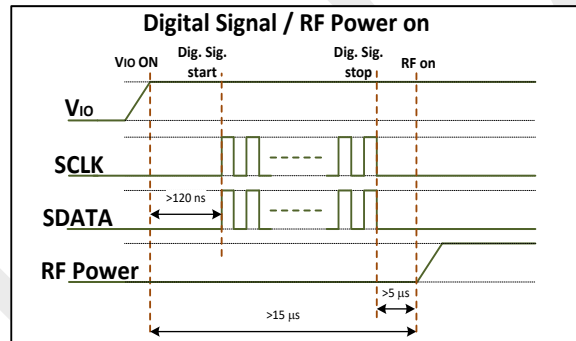 Digital Signal / RF Power on
VIO ON
Dig. Sig.
start
Dig. Sig.
stop
RF on
VIO
SCLK
SDATA
>120 ns
RF Power
>5 μs
>15 μs